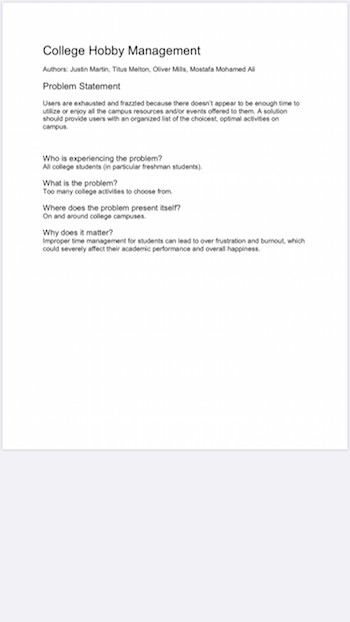 College Hobby Management
Authors: Justin Martin, Titus Melton, Oliver Mills, Mostafa Mohamed Ali
Problem Statement
Users are exhausted and frazzled because there doesn't appear to be enough time to
utilize or enjoy all the campus resources and/or events offered to them. A solution
should provide users with an organized list of the choicest, optimal activities on
campus.
Who is experiencing the problem?
All college students (in particular freshman students).
What is the problem?
Too many college activities to choose from.
Where does the problem present itself?
On and around college campuses.
Why does it matter?
Improper time management for students can lead to over frustration and burnout, which
could severely affect their academic performance and overall happiness.